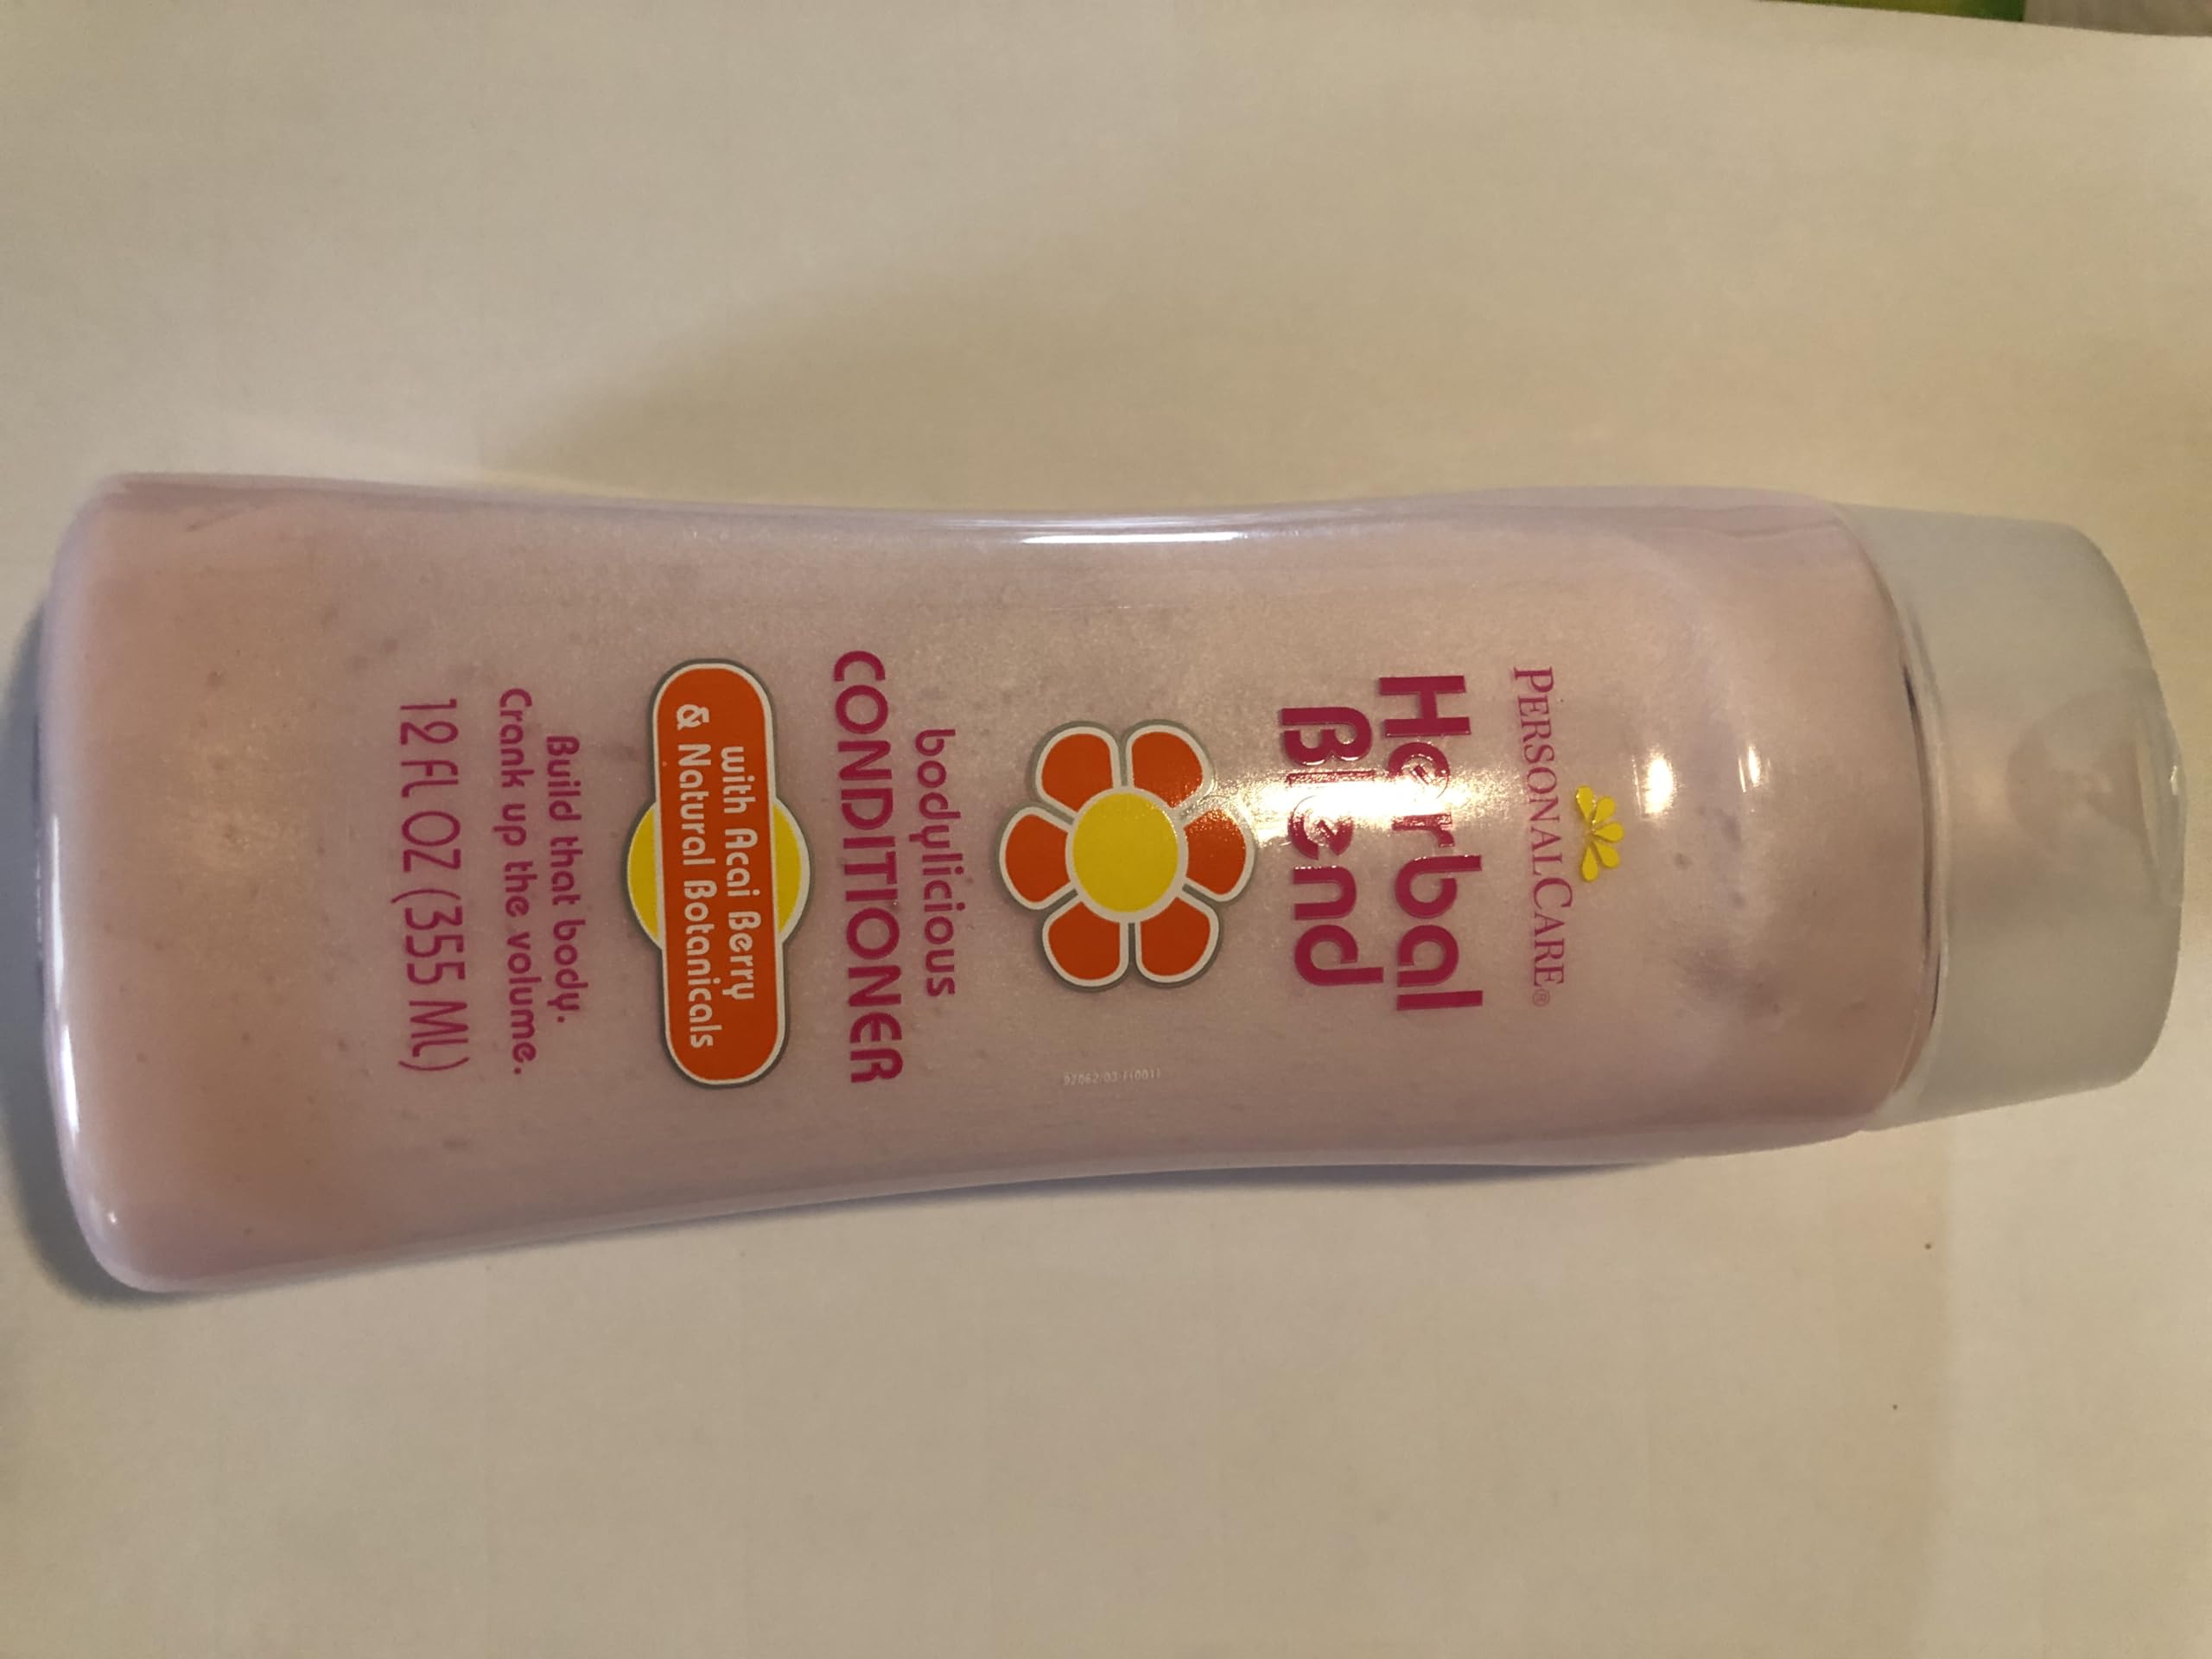 PERSONALCARE®
Herbal
Blend
bodylicious
CONDITIONER
with Acai Berry
& Natural Botanicals
Build that body.
Crank up the volume.
12 fl OZ (355 ML)